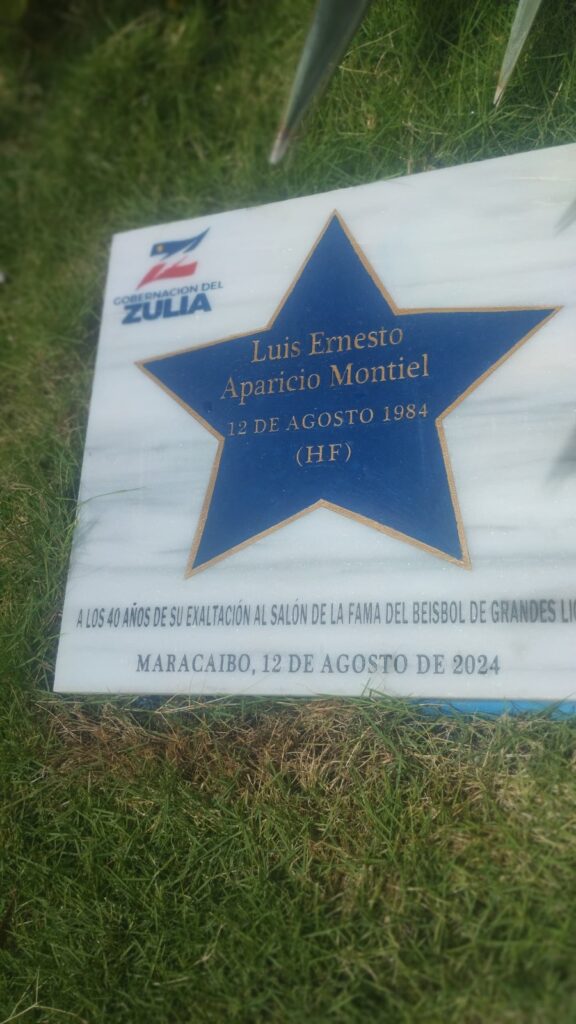 GOBERNACION DEL
ZULIA
Luis Ernesto
Aparicio Montiel
12 DE AGOSTO 1984
(HF)
A LOS 40 AÑOS DE SU EXALTACIÓN AL SALÓN DE LA FAMA DEL BEISBOL DE GRANDES
MARACAIBO, 12 DE AGOSTO DE 2024